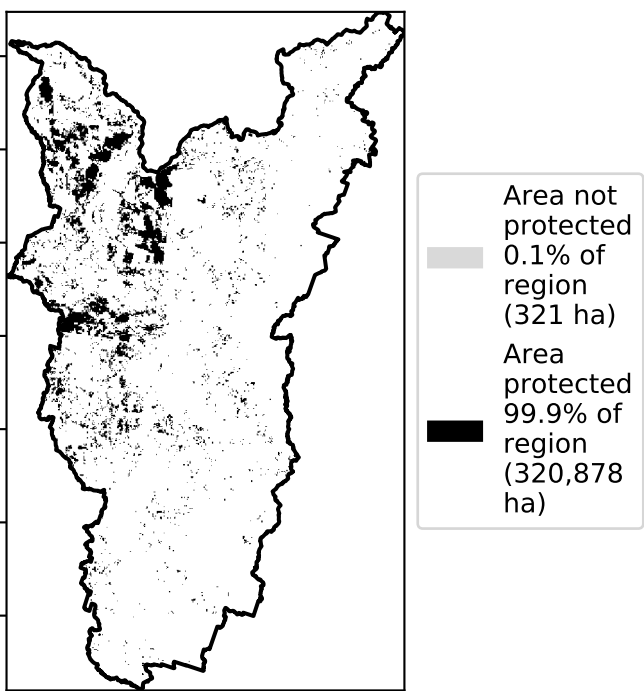 Area not
protected
0.1% of
region
(321 ha)
Area
protected
99.9% of
region
(320,878
ha)